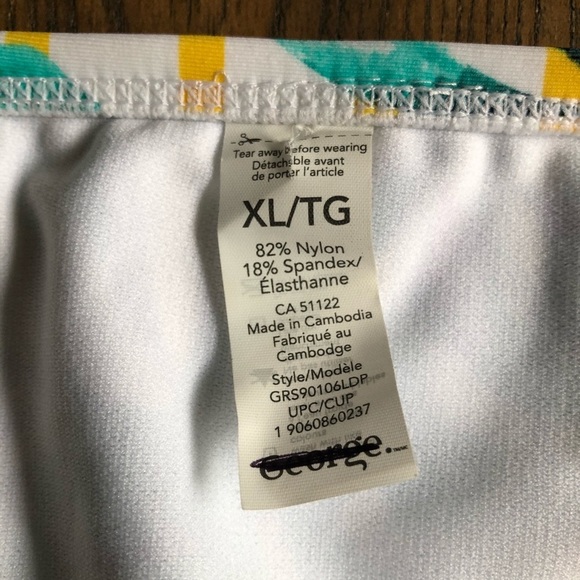 Tear away before wearing
Détachable avant
de porter l'article
XL/TG
82% Nylon
18% Spandex/
Élasthanne
CA 51122
Made in Cambodia
Fabriqué au
Cambodge
Style/Modèle
GRS90106LDP
UPC/CUP
1 9060860237
George